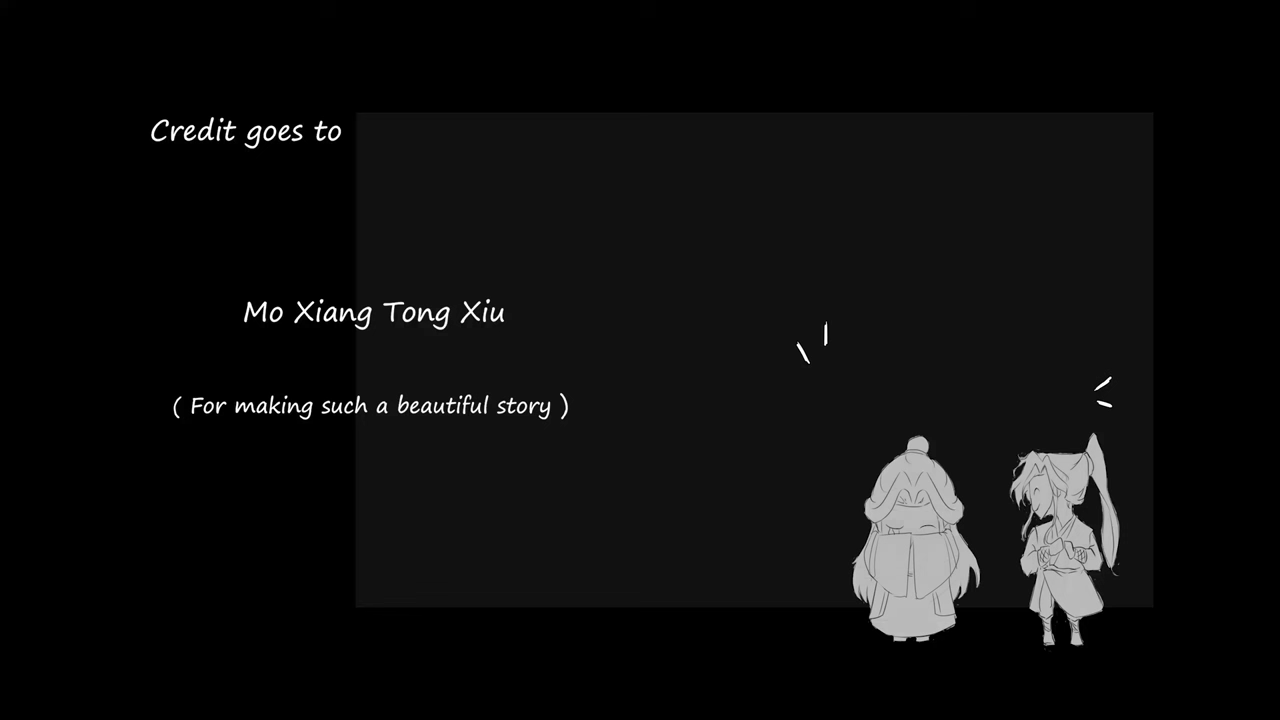 Credit goes to
Mo Xiang Tong Xiu
( For making such a beautiful story )